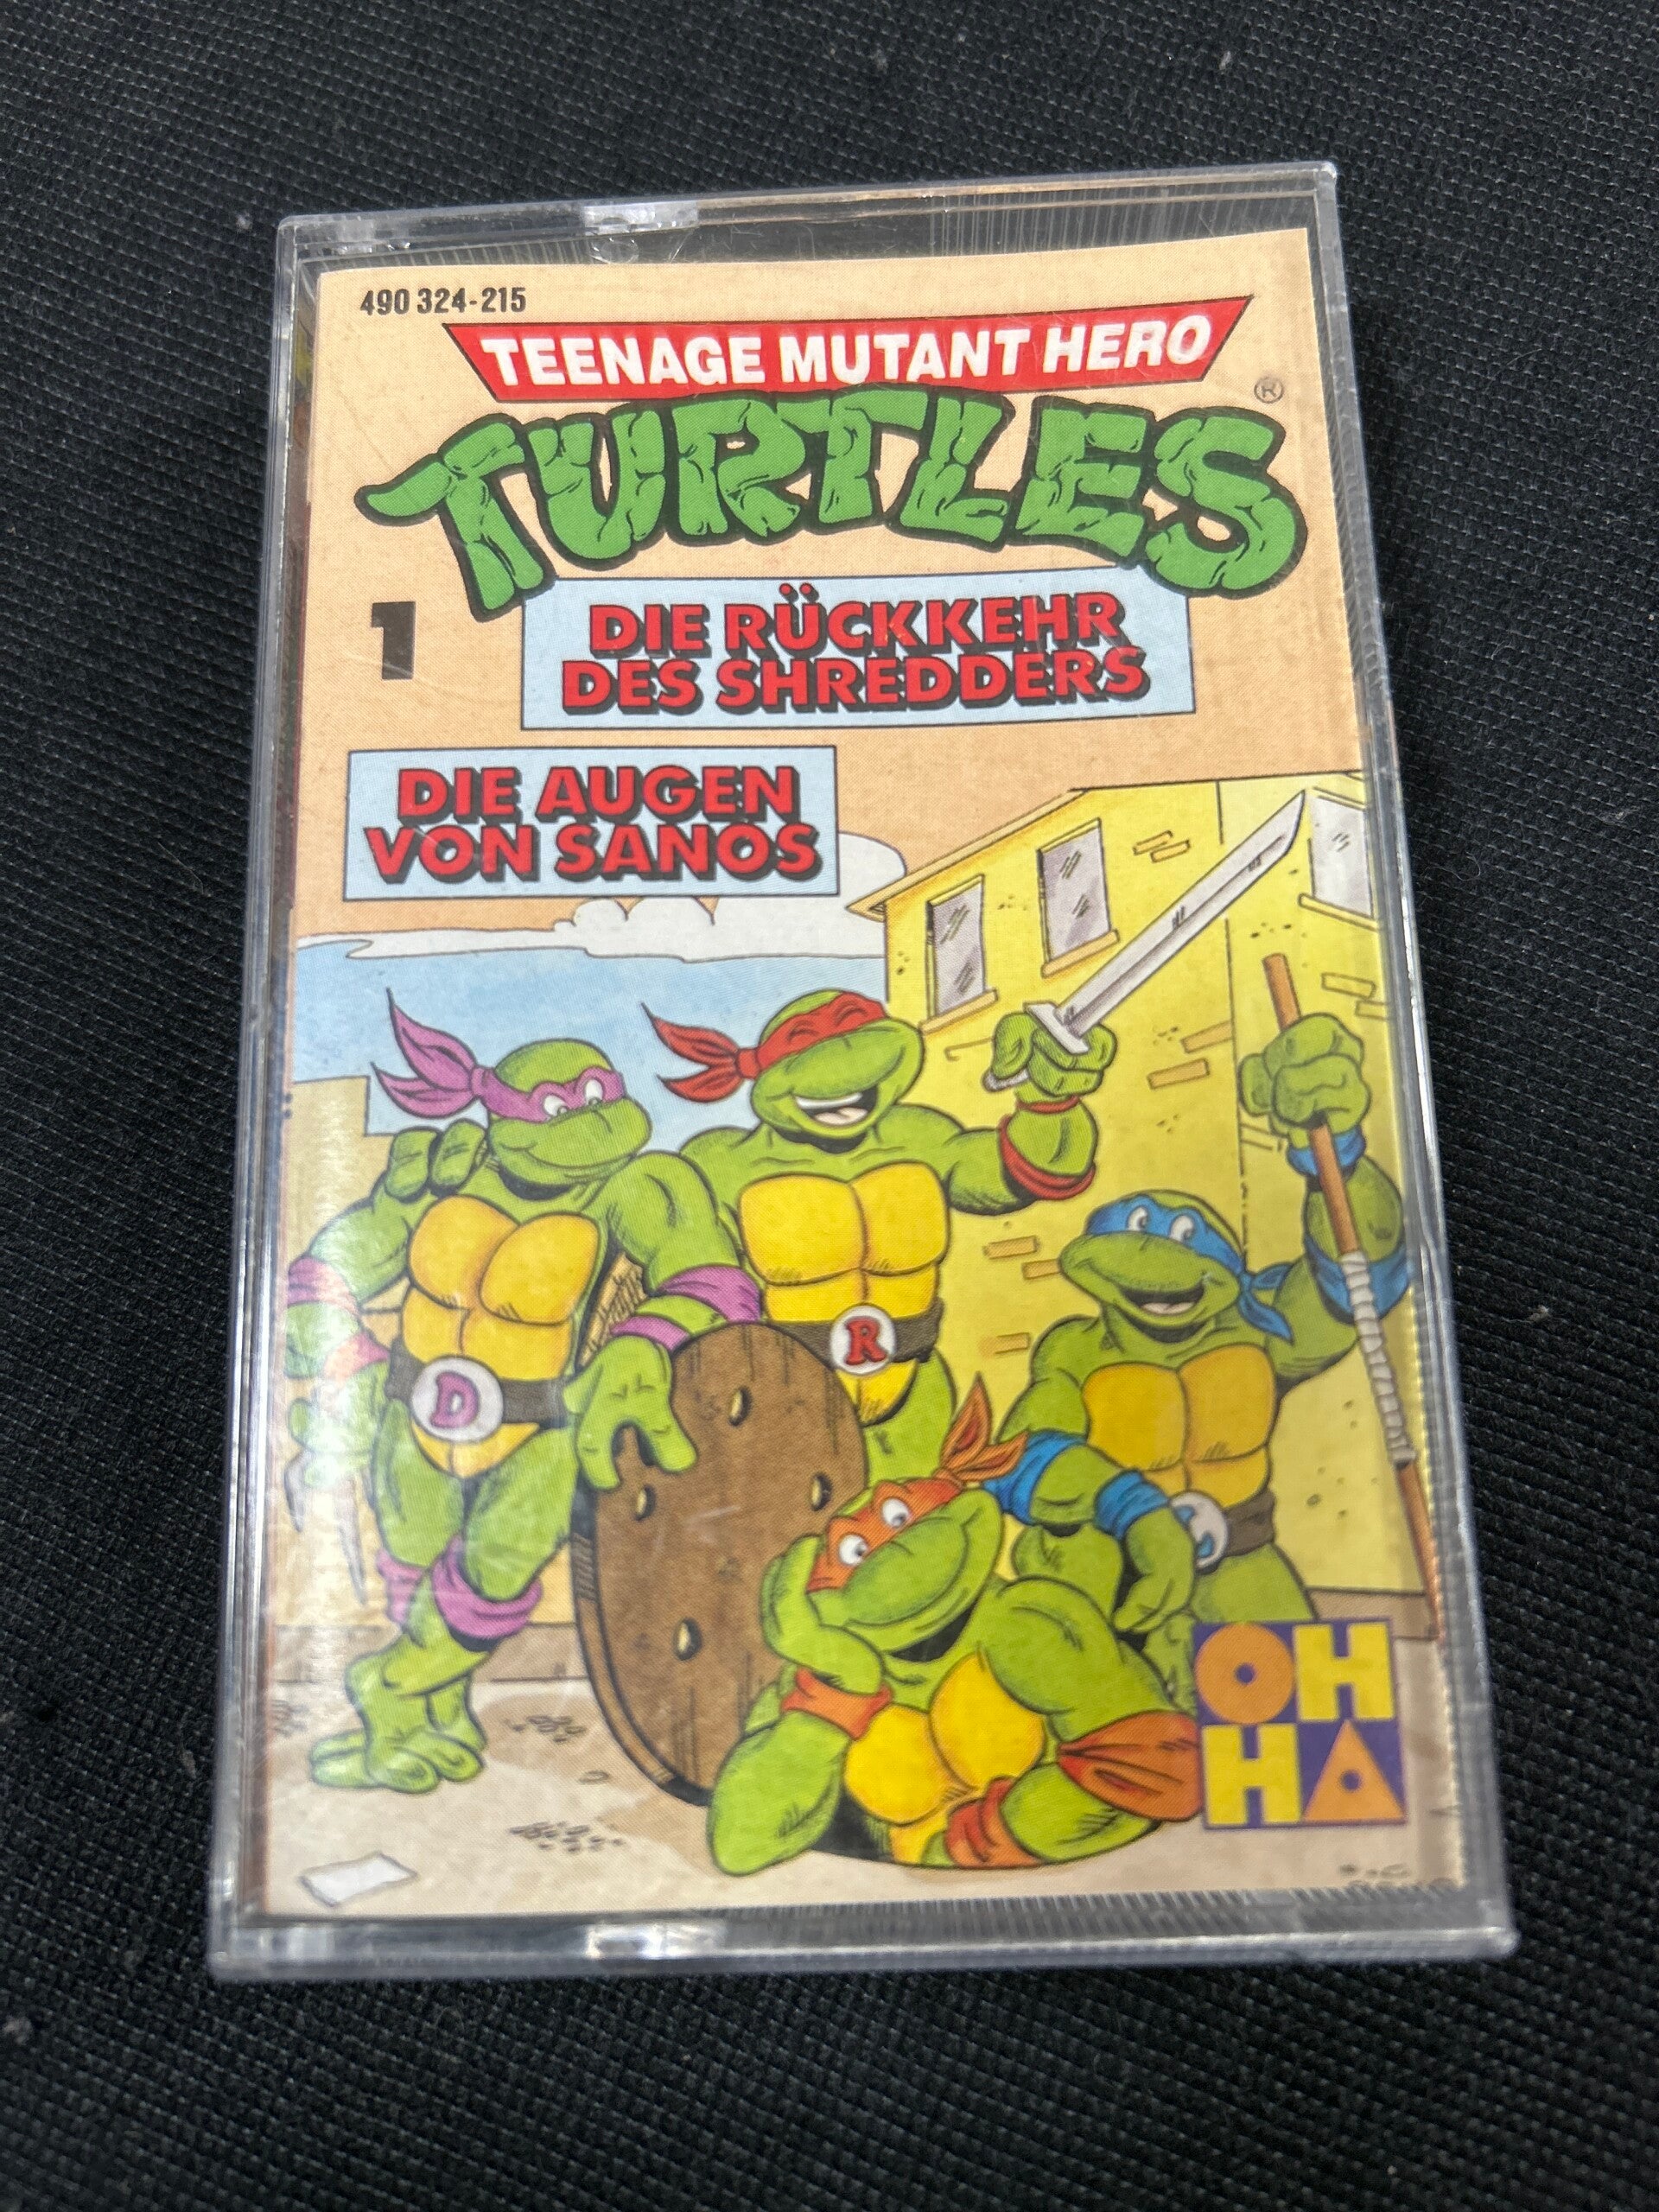 490 324-215
TEENAGE MUTANT HERO
TURTLES ®
1
DIE RÜCKKEHR
DES SHREDDERS
DIE AUGEN
VON SANOS
D
R
OH
HA